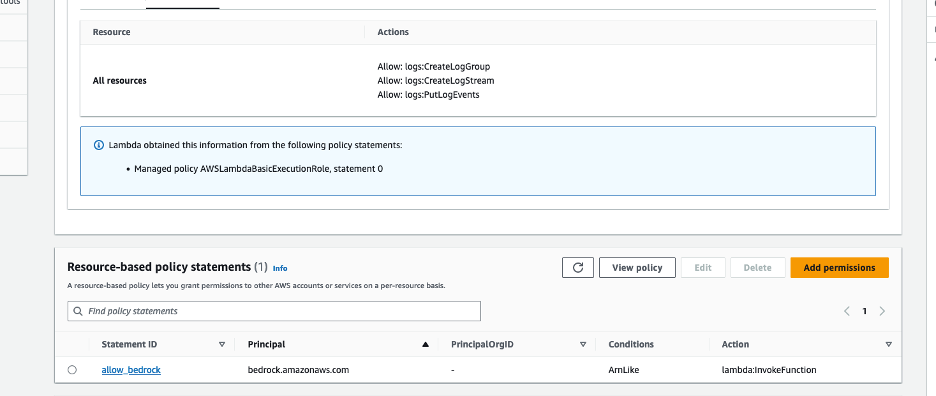 tools
Resource Actions
All resources
Allow: logs:CreateLogGroup
Allow: logs:CreateLogStream
Allow: logs:PutLogEvents
Lambda obtained this information from the following policy statements:
• Managed policy AWSLambdaBasicExecutionRole, statement 0
Resource-based policy statements (1) Info
View policy Edit Delete Add permissions
A resource-based policy lets you grant permissions to other AWS accounts or services on a per-resource basis.
Find policy statements
1
Statement ID Principal PrincipalOrgID Conditions Action
allow_bedrock bedrock.amazonaws.com - ArnLike lambda:InvokeFunction